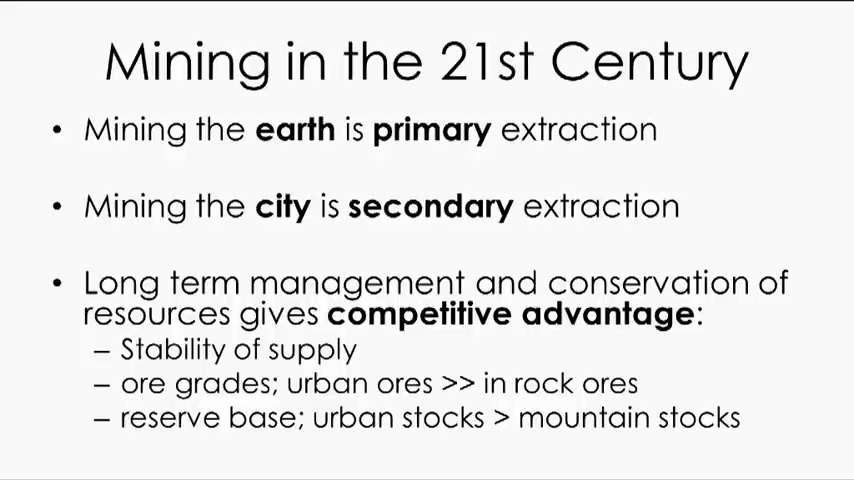 Mining in the 21st Century
• Mining the earth is primary extraction
• Mining the city is secondary extraction
• Long term management and conservation of
resources gives competitive advantage:
– Stability of supply
– ore grades; urban ores >> in rock ores
– reserve base; urban stocks > mountain stocks